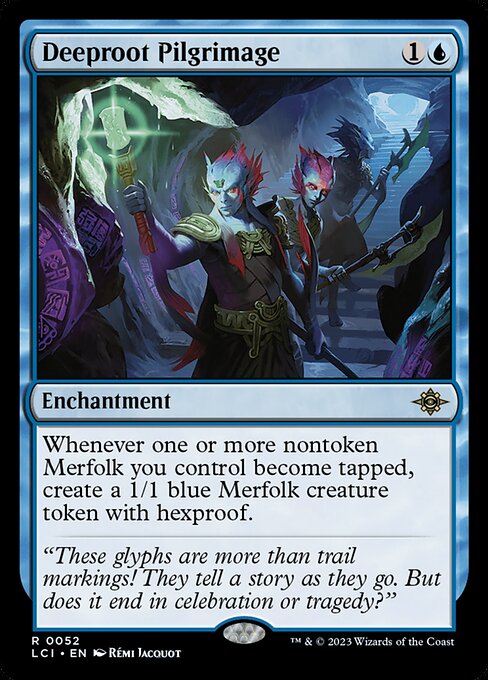 Deeproot Pilgrimage 1
Enchantment
Whenever one or more nontoken
Merfolk you control become tapped,
create a 1/1 blue Merfolk creature
token with hexproof.
“These glyphs are more than trail
markings! They tell a story as they go. But
does it end in celebration or tragedy?”
R 0052 ™ & © 2023 Wizards of the Coast
LCI • EN Rémi Jacquot